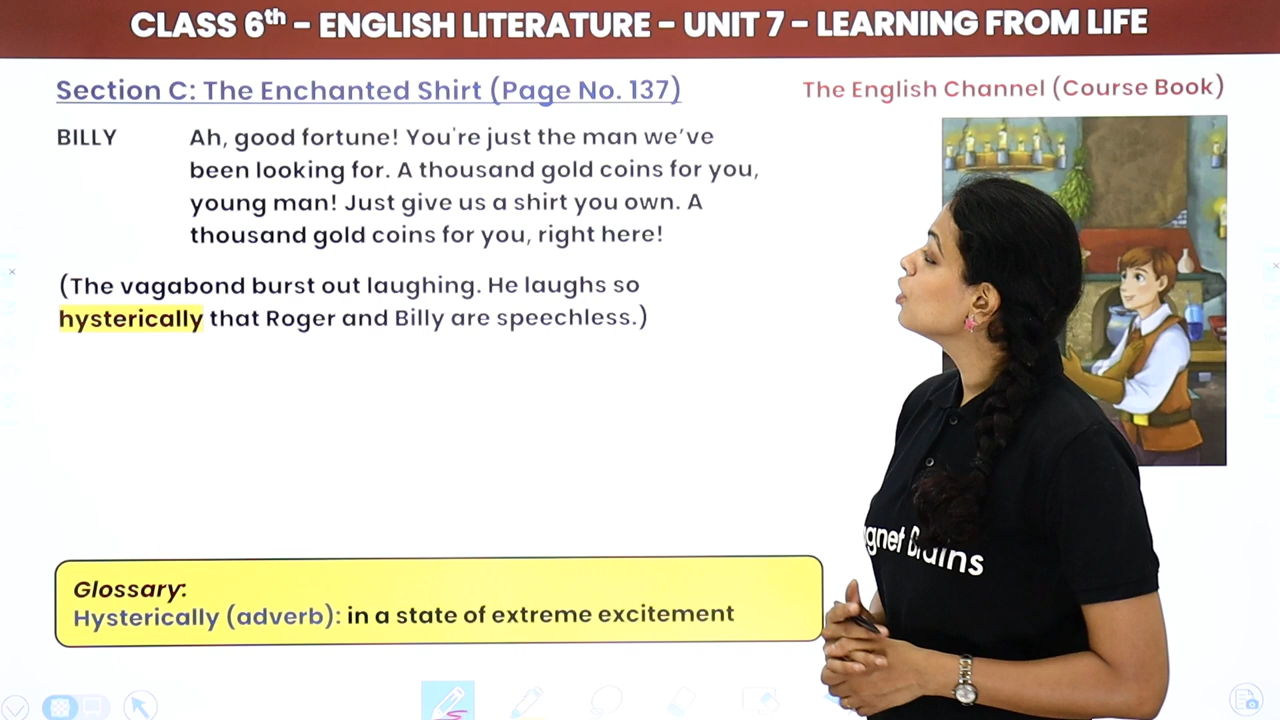 CLASS 6th – ENGLISH LITERATURE – UNIT 7 – LEARNING FROM LIFE
Section C: The Enchanted Shirt (Page No. 137)
The English Channel (Course Book)
BILLY Ah, good fortune! You're just the man we've
been looking for. A thousand gold coins for you,
young man! Just give us a shirt you own. A
thousand gold coins for you, right here!
(The vagabond burst out laughing. He laughs so
hysterically that Roger and Billy are speechless.)
Glossary:
Hysterically (adverb): in a state of extreme excitement